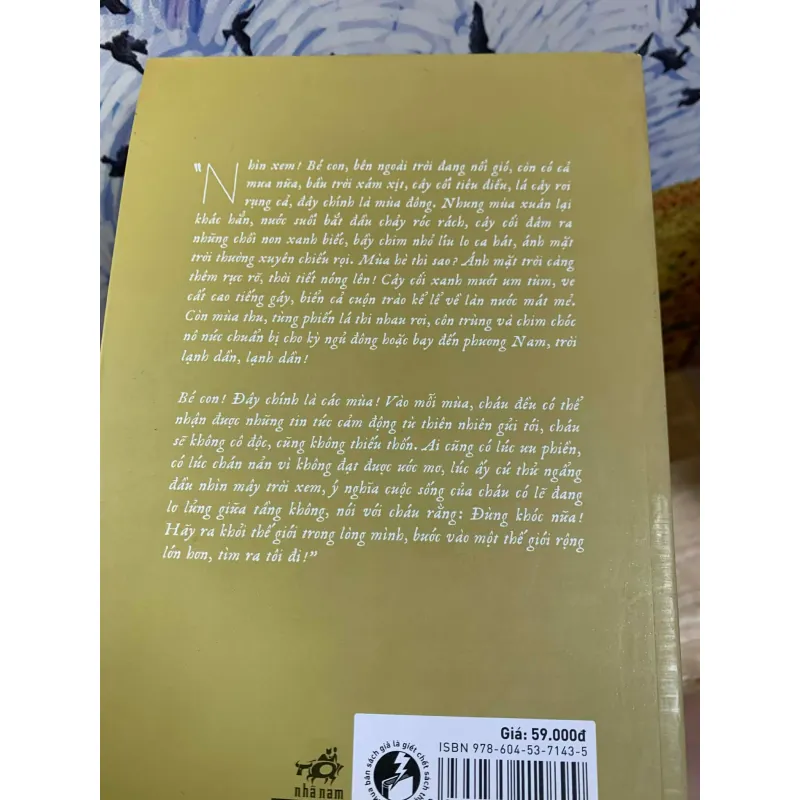 "Nhìn xem! Bé con, bên ngoài trời đang nổi gió, còn có cả
mưa nữa, bầu trời xám xịt, cây cối tiêu điều, lá cây rơi
rụng cả, đây chính là mùa đông. Nhưng mùa xuân lại
khác hẳn, nước suối bắt đầu chảy róc rách, cây cối đâm ra
những chồi non xanh biếc, bầy chim nhỏ líu lo ca hát, ánh mặt
trời thường xuyên chiếu rọi. Mùa hè thì sao? Ánh mặt trời càng
thêm rực rỡ, thời tiết nóng lên! Cây cối xanh mướt um tùm, ve
cất cao tiếng gáy, biển cả cuộn trào kể lể về làn nước mát mẻ.
Còn mùa thu, từng phiến lá thi nhau rơi, côn trùng và chim chóc
nô nức chuẩn bị cho kỳ ngủ đông hoặc bay đến phương Nam, trời
lạnh dần, lạnh dần!
Bé con! Đây chính là các mùa! Vào mỗi mùa, cháu đều có thể
nhận được những tin tức cảm động từ thiên nhiên gửi tới, cháu
sẽ không cô độc, cũng không thiếu thốn. Ai cũng có lúc ưu phiền,
có lúc chán nản vì không đạt được ước mơ, lúc ấy cứ thử ngẩng
đầu nhìn mây trời xem, ý nghĩa cuộc sống của cháu có lẽ đang
lơ lửng giữa tầng không, nói với cháu rằng: Đừng khóc nữa!
Hãy ra khỏi thế giới trong lòng mình, bước vào một thế giới rộng
lớn hơn, tìm ra tôi đi!"
Giá: 59.000đ
ISBN 978-604-53-7143-5
mua bán sách giả là giết chết sách
nhã nam